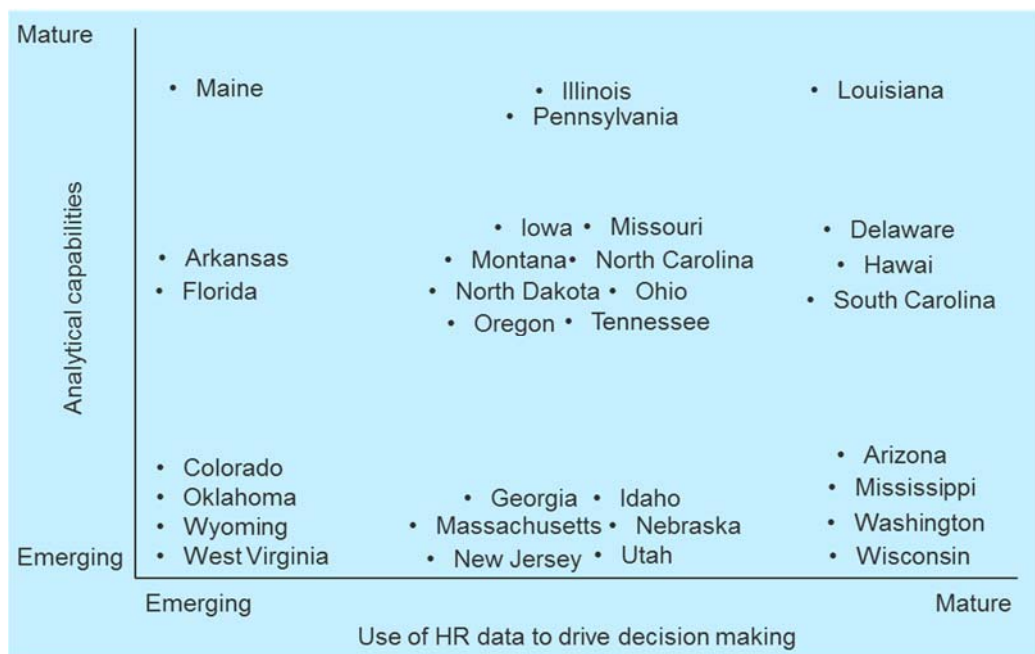 Mature
• Maine • Illinois • Louisiana
• Pennsylvania
Analytical capabilities
• Iowa • Missouri • Delaware
• Arkansas • Montana • North Carolina • Hawai
• Florida • North Dakota • Ohio • South Carolina
• Oregon • Tennessee
• Colorado • Arizona
• Oklahoma • Georgia • Idaho • Mississippi
• Wyoming • Massachusetts • Nebraska • Washington
Emerging • West Virginia • New Jersey • Utah • Wisconsin
Emerging Mature
Use of HR data to drive decision making